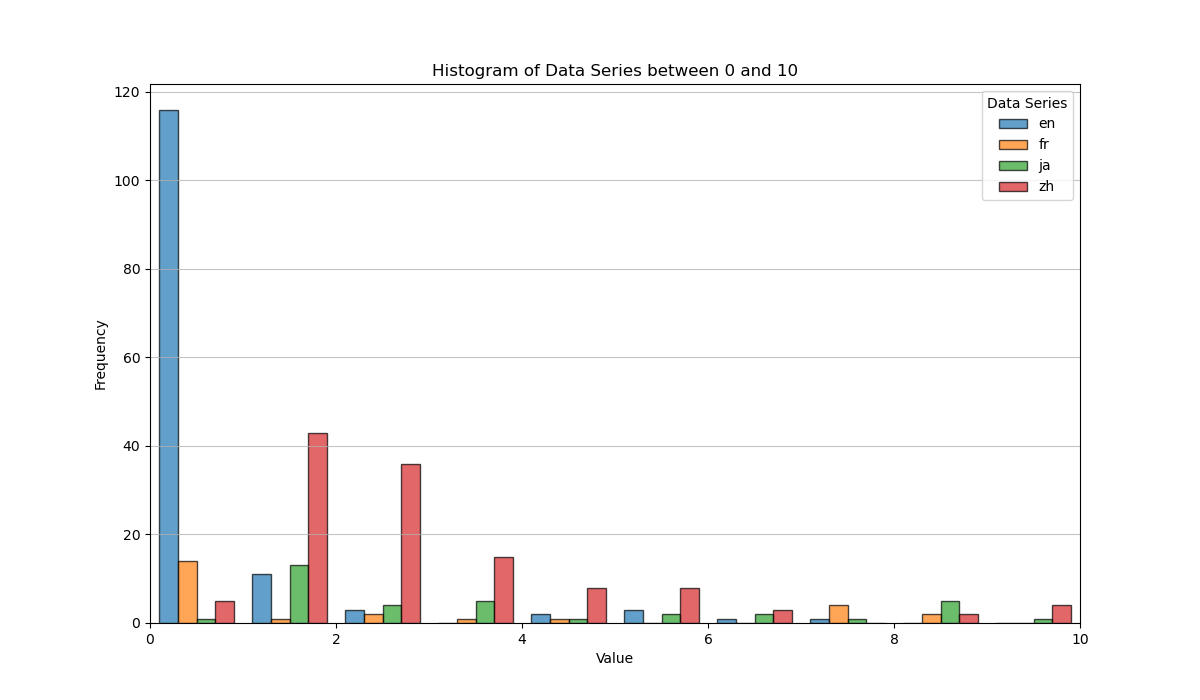 Histogram of Data Series between 0 and 10
120
100
80
60
40
20
0
Frequency
0 2 4 6 8 10
Value
Data Series
en
fr
ja
zh